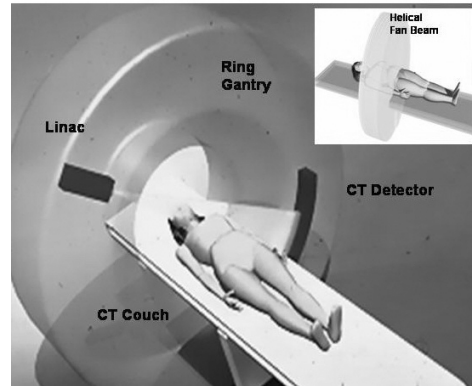 Helical
Fan Beam
Ring
Gantry
Linac
CT Detector
CT Couch